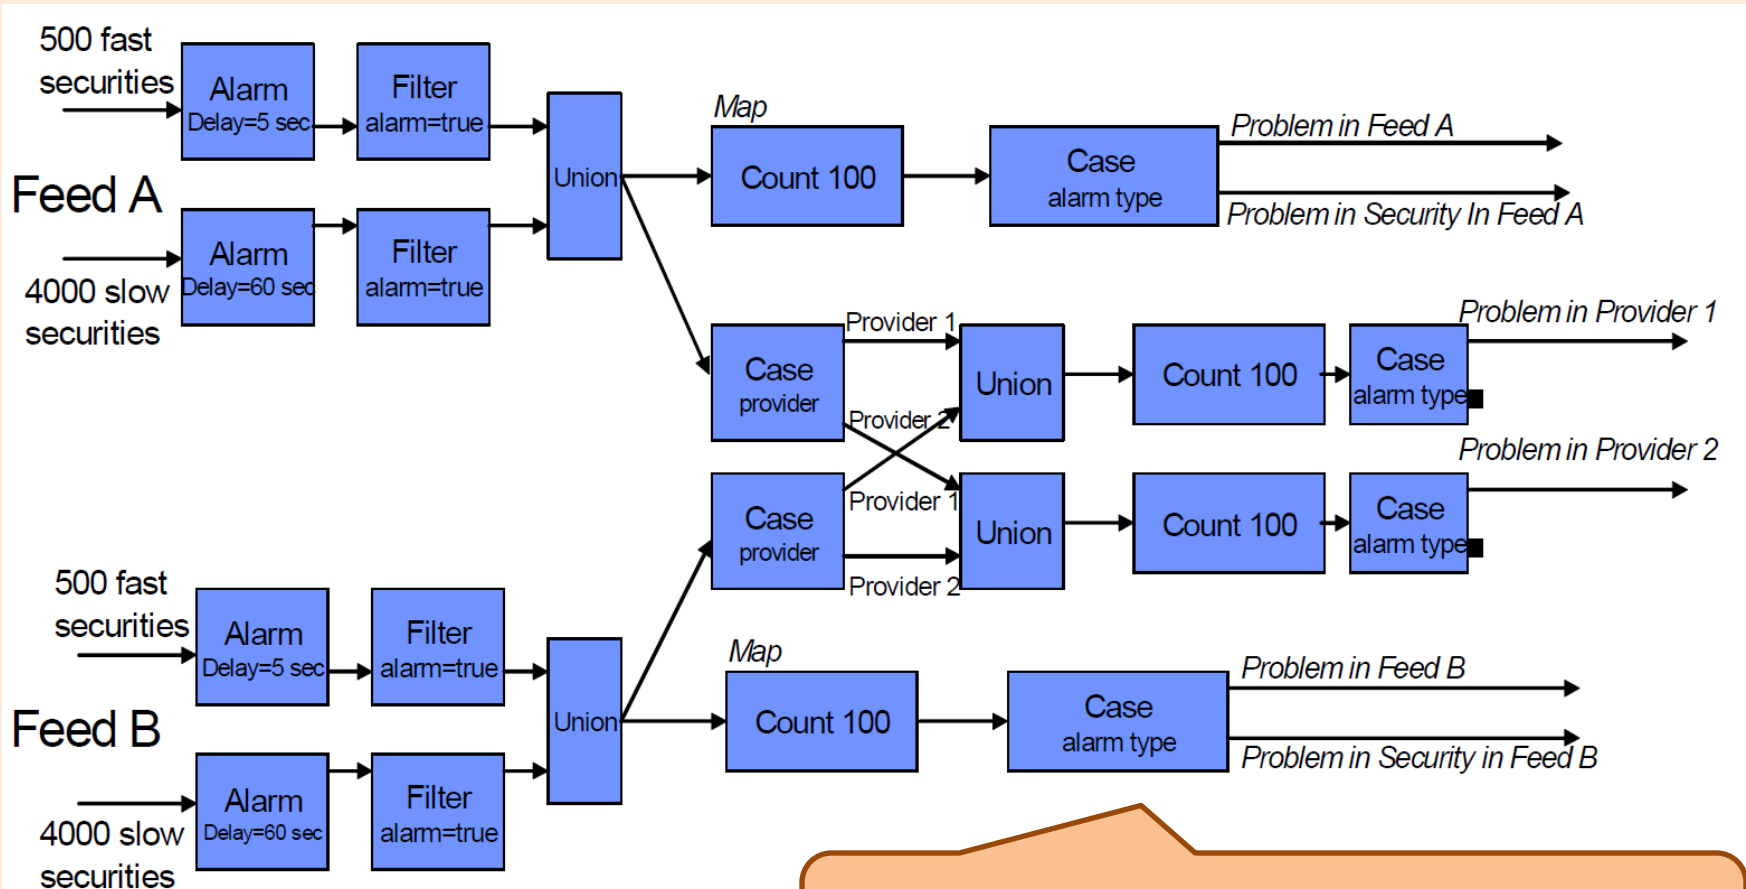 500 fast
securities
Alarm
Delay=5 sec
Filter
alarm=true
Feed A
4000 slow
securities
Alarm
Delay=60 sec
Filter
alarm=true
Union
Map
Count 100
Case
alarm type
Problem in Feed A
Problem in Security In Feed A
Case
provider
Provider 1
Provider 2
Union
Count 100
Case
alarm type
Problem in Provider 1
Case
provider
Provider 1
Provider 2
Union
Count 100
Case
alarm type
Problem in Provider 2
500 fast
securities
Alarm
Delay=5 sec
Filter
alarm=true
Feed B
4000 slow
securities
Alarm
Delay=60 sec
Filter
alarm=true
Union
Map
Count 100
Case
alarm type
Problem in Feed B
Problem in Security in Feed B